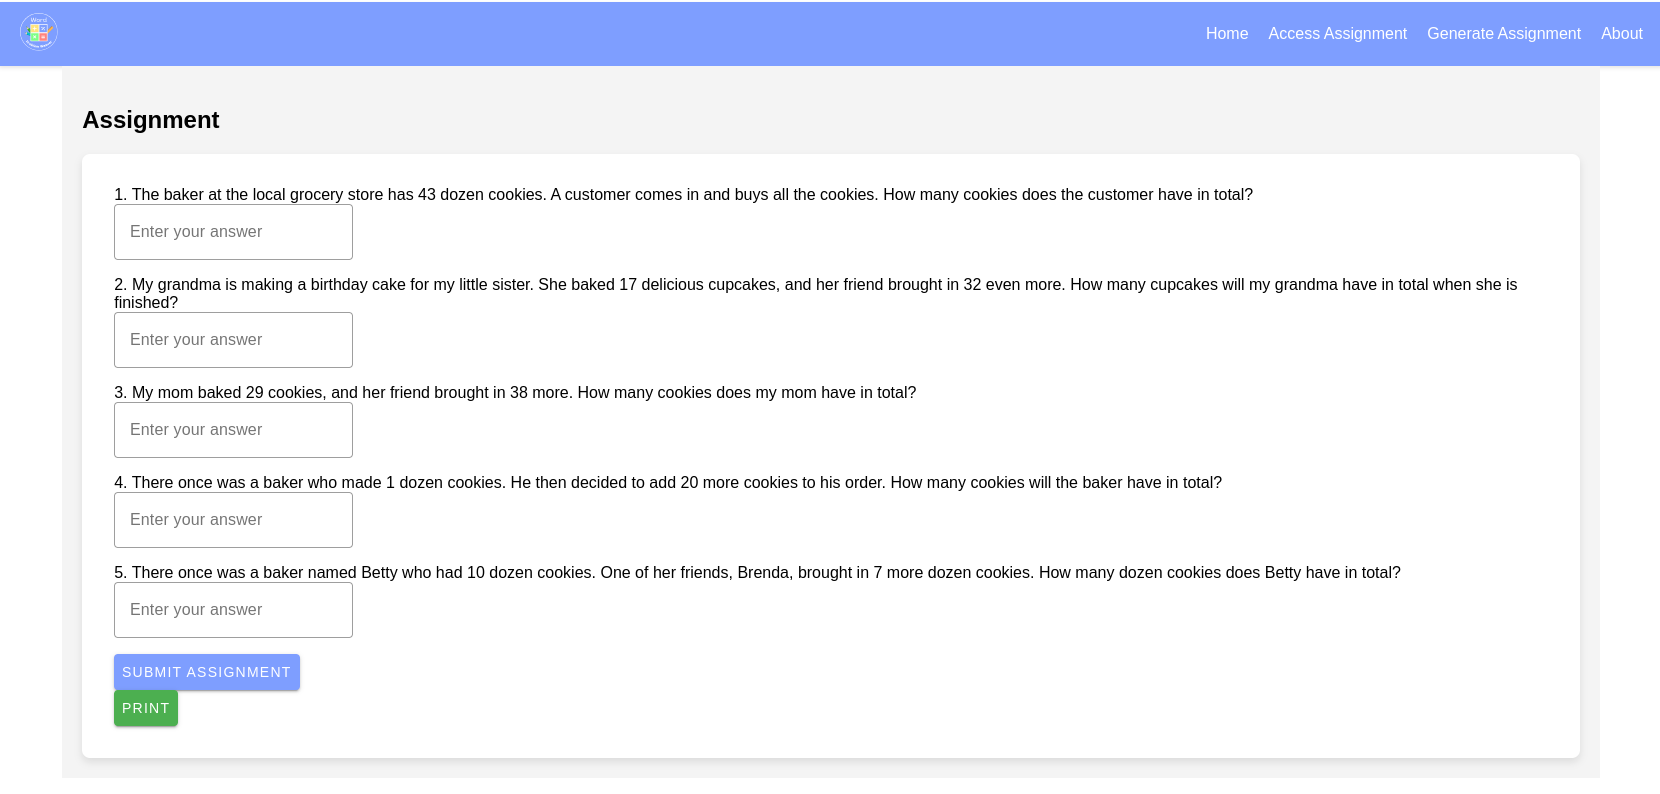 Word
Home Access Assignment Generate Assignment About
Assignment
1. The baker at the local grocery store has 43 dozen cookies. A customer comes in and buys all the cookies. How many cookies does the customer have in total?
Enter your answer
2. My grandma is making a birthday cake for my little sister. She baked 17 delicious cupcakes, and her friend brought in 32 even more. How many cupcakes will my grandma have in total when she is
finished?
Enter your answer
3. My mom baked 29 cookies, and her friend brought in 38 more. How many cookies does my mom have in total?
Enter your answer
4. There once was a baker who made 1 dozen cookies. He then decided to add 20 more cookies to his order. How many cookies will the baker have in total?
Enter your answer
5. There once was a baker named Betty who had 10 dozen cookies. One of her friends, Brenda, brought in 7 more dozen cookies. How many dozen cookies does Betty have in total?
Enter your answer
SUBMIT ASSIGNMENT
PRINT